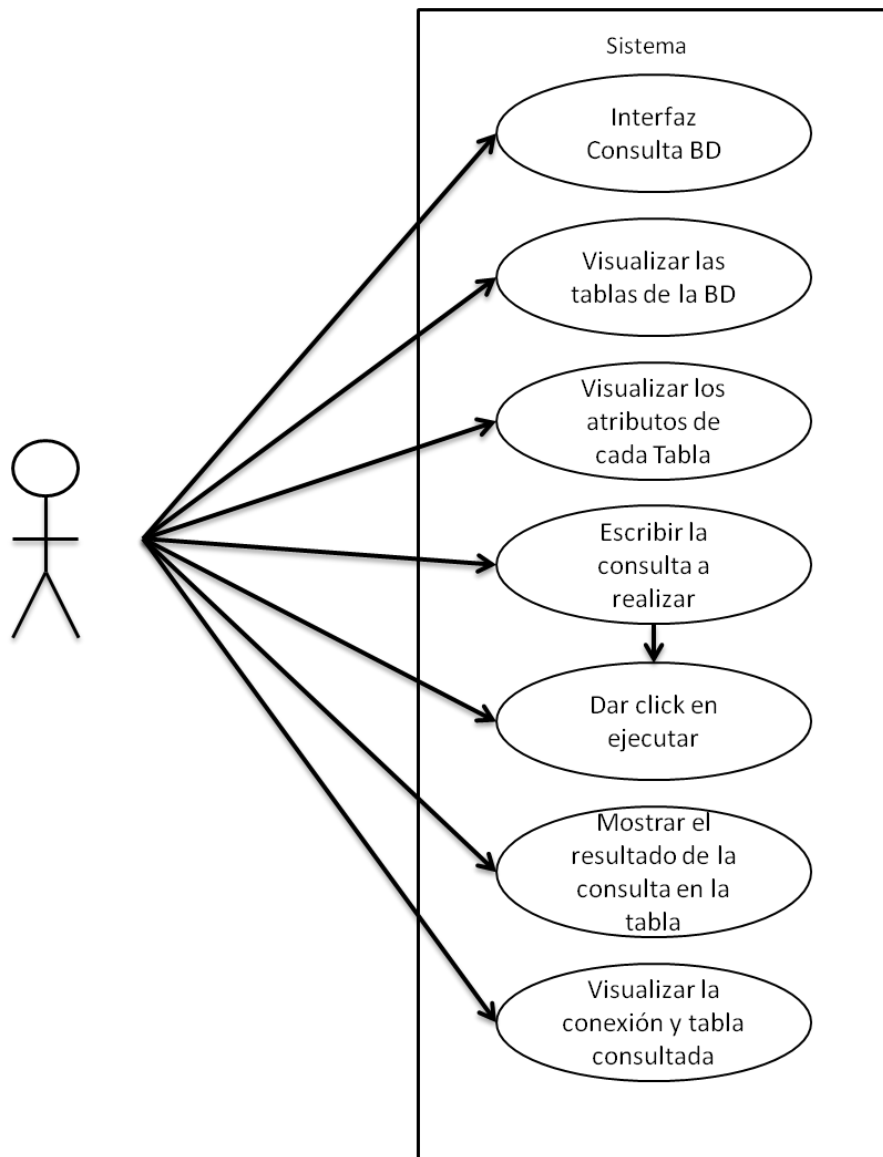 Sistema
Interfaz
Consulta BD
Visualizar las
tablas de la BD
Visualizar los
atributos de
cada Tabla
Escribir la
consulta a
realizar
Dar click en
ejecutar
Mostrar el
resultado de la
consulta en la
tabla
Visualizar la
conexión y tabla
consultada